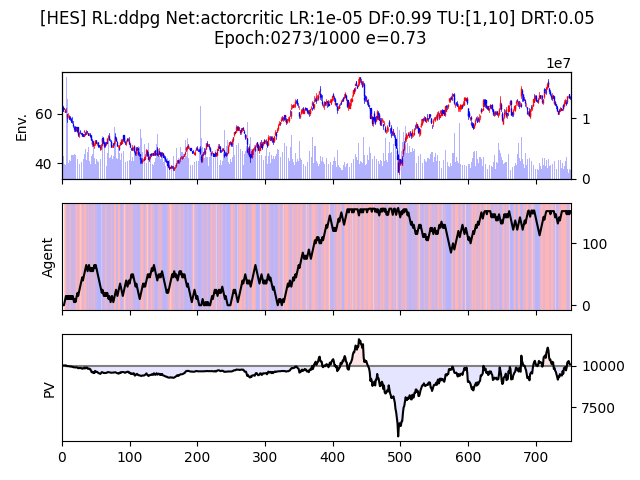 [HES] RL:ddpg Net:actorcritic LR:1e-05 DF:0.99 TU:[1,10] DRT:0.05
Epoch:0273/1000 e=0.73
1e7
Env.
60
40
1
0
Agent
100
0
PV
10000
7500
0 100 200 300 400 500 600 700